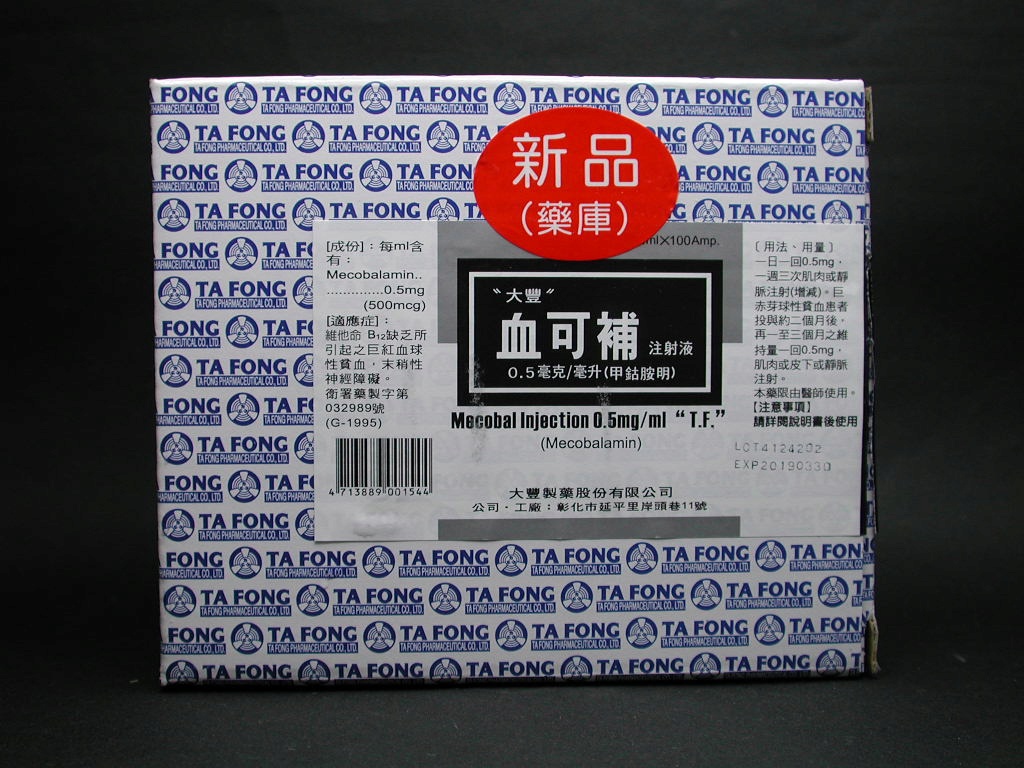 TA FONG
TA FONG PHARMACEUTICAL CO., LTD.
新品
(藥庫)
mlX100Amp.
[成份]：每ml含
有：
Mecobalamin..
..............0.5mg
(500mcg)
[適應症]：
維他命 B12缺乏所
引起之巨紅血球
性貧血，末梢性
神經障礙。
衛署藥製字第
032989號
(G-1995)
4713889001544
〝大豐〞
血可補 注射液
0.5毫克/毫升(甲鈷胺明)
Mecobal Injection 0.5mg/ml “T.F.”
(Mecobalamin)
大豐製藥股份有限公司
公司．工廠：彰化市延平里岸頭巷11號
〔用法、用量〕
一日一回0.5mg，
一週三次肌肉或靜
脈注射(增減)。巨
赤芽球性貧血患者
投與約二個月後，
再一至三個月之維
持量一回0.5mg，
肌肉或皮下或靜脈
注射。
本藥限由醫師使用。
【注意事項】
請詳閱說明書後使用
LOT4124202
EXP20190330